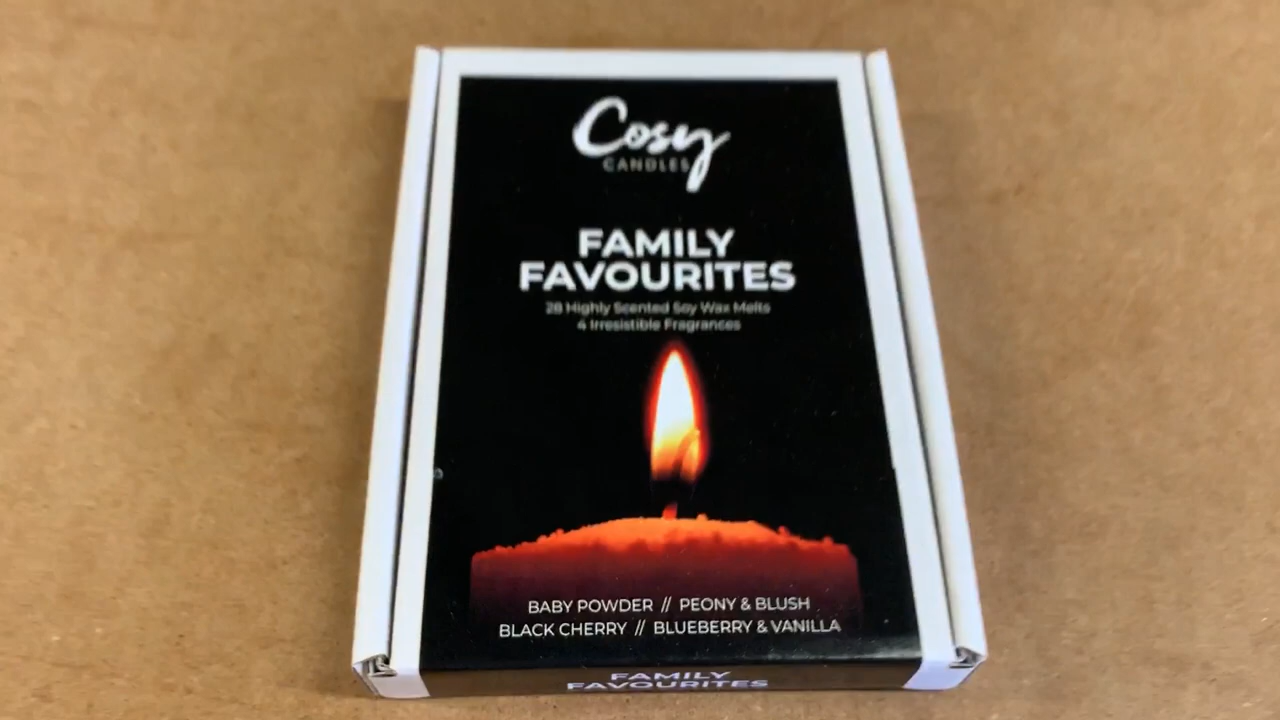 Cosy
CANDLES
FAMILY
FAVOURITES
28 Highly Scented Soy Wax Melts
4 Irresistible Fragrances
BABY POWDER // PEONY & BLUSH
BLACK CHERRY // BLUEBERRY & VANILLA
FAMILY
FAVOURITES